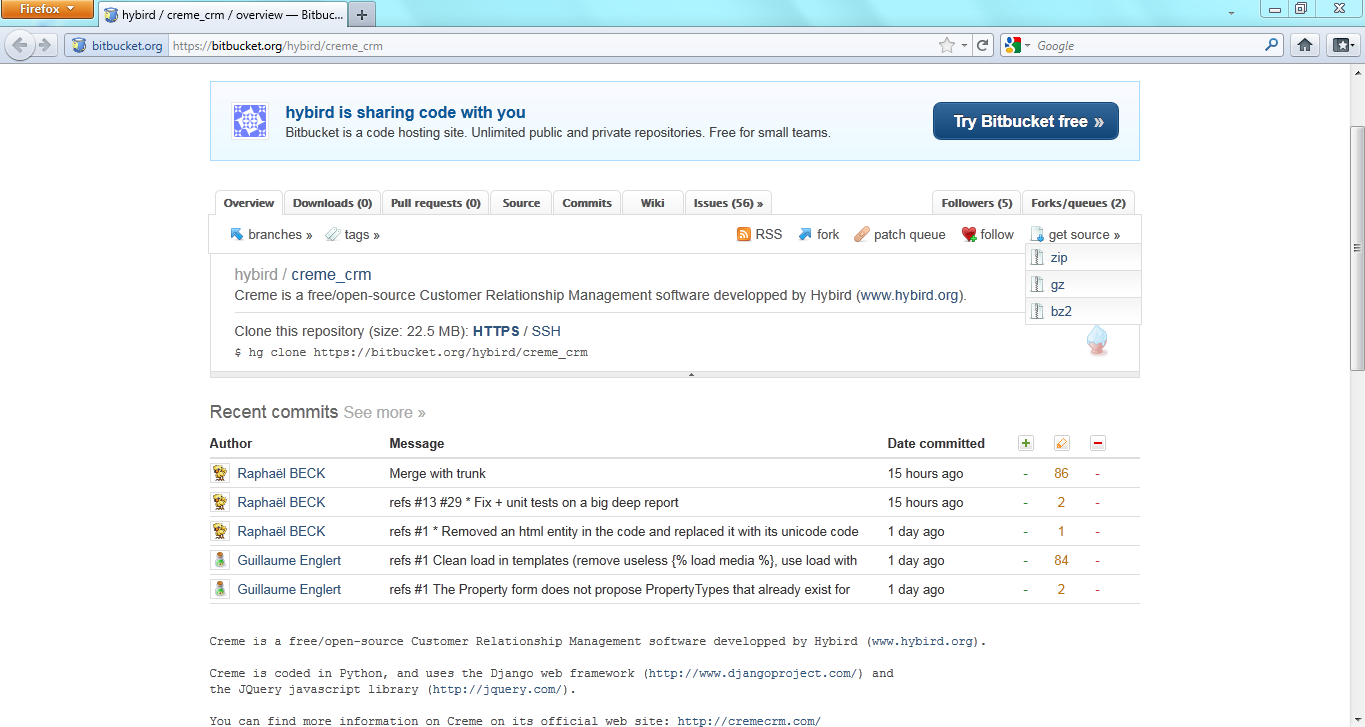 Firefox
hybird / creme_crm / overview — Bitbuc...
bitbucket.org
https://bitbucket.org/hybird/creme_crm
Google
hybird is sharing code with you
Bitbucket is a code hosting site. Unlimited public and private repositories. Free for small teams.
Try Bitbucket free »
Overview Downloads (0) Pull requests (0) Source Commits Wiki Issues (56) » Followers (5) Forks/queues (2)
branches » tags » RSS fork patch queue follow get source »
zip
gz
bz2
hybird / creme_crm
Creme is a free/open-source Customer Relationship Management software developped by Hybird (www.hybird.org).
Clone this repository (size: 22.5 MB): HTTPS / SSH
$ hg clone https://bitbucket.org/hybird/creme_crm
Recent commits See more »
Author Message Date committed
Raphaël BECK Merge with trunk 15 hours ago - 86 -
Raphaël BECK refs #13 #29 * Fix + unit tests on a big deep report 15 hours ago - 2 -
Raphaël BECK refs #1 * Removed an html entity in the code and replaced it with its unicode code 1 day ago - 1 -
Guillaume Englert refs #1 Clean load in templates (remove useless {% load media %}, use load with 1 day ago - 84 -
Guillaume Englert refs #1 The Property form does not propose PropertyTypes that already exist for 1 day ago - 2 -
Creme is a free/open-source Customer Relationship Management software developped by Hybird (www.hybird.org).
Creme is coded in Python, and uses the Django web framework (http://www.djangoproject.com/) and
the JQuery javascript library (http://jquery.com/).
You can find more information on Creme on its official web site: http://cremecrm.com/